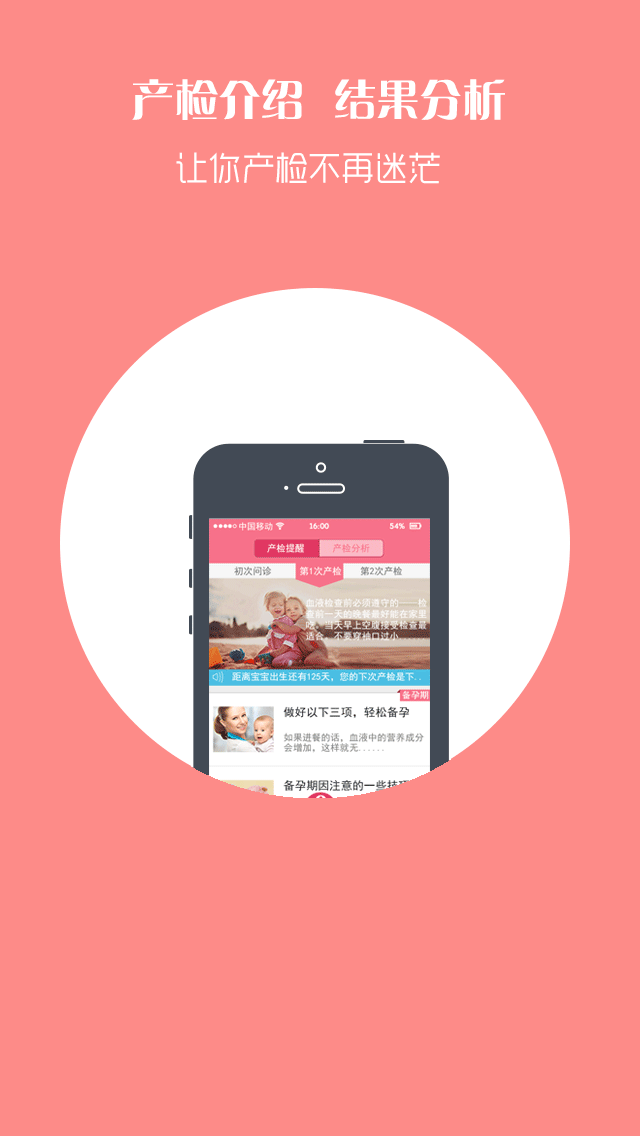 产检介绍 结果分析
让你产检不再迷茫
中国移动 16:00 54%
产检提醒 产检分析
初次问诊 第1次产检 第2次产检
血液检查前必须遵守的一一检
查前一天的晚餐最好能在家里
吃、当天早上空腹接受检查最
适合，不要穿袖口过小......
距离宝宝出生还有125天，您的下次产检是下..
备孕期
做好以下三项，轻松备孕
如果进餐的话，血液中的营养成分
会增加，这样就无......
备孕期因注意的一些技巧